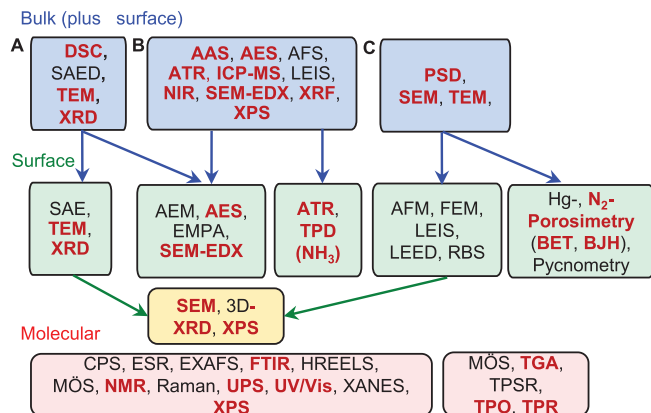 Bulk (plus surface)
A
DSC,
SAED,
TEM,
XRD
B
AAS, AES, AFS,
ATR, ICP-MS, LEIS,
NIR, SEM-EDX, XRF,
XPS
C
PSD,
SEM, TEM,
Surface
SAE,
TEM,
XRD
AEM, AES,
EMPA,
SEM-EDX
ATR,
TPD
(NH₃)
AFM, FEM,
LEIS,
LEED, RBS
Hg-, N₂-
Porosimetry
(BET, BJH),
Pycnometry
SEM, 3D-
XRD, XPS
Molecular
CPS, ESR, EXAFS, FTIR, HREELS,
MÖS, NMR, Raman, UPS, UV/Vis, XANES,
XPS
MÖS, TGA,
TPSR,
TPO, TPR